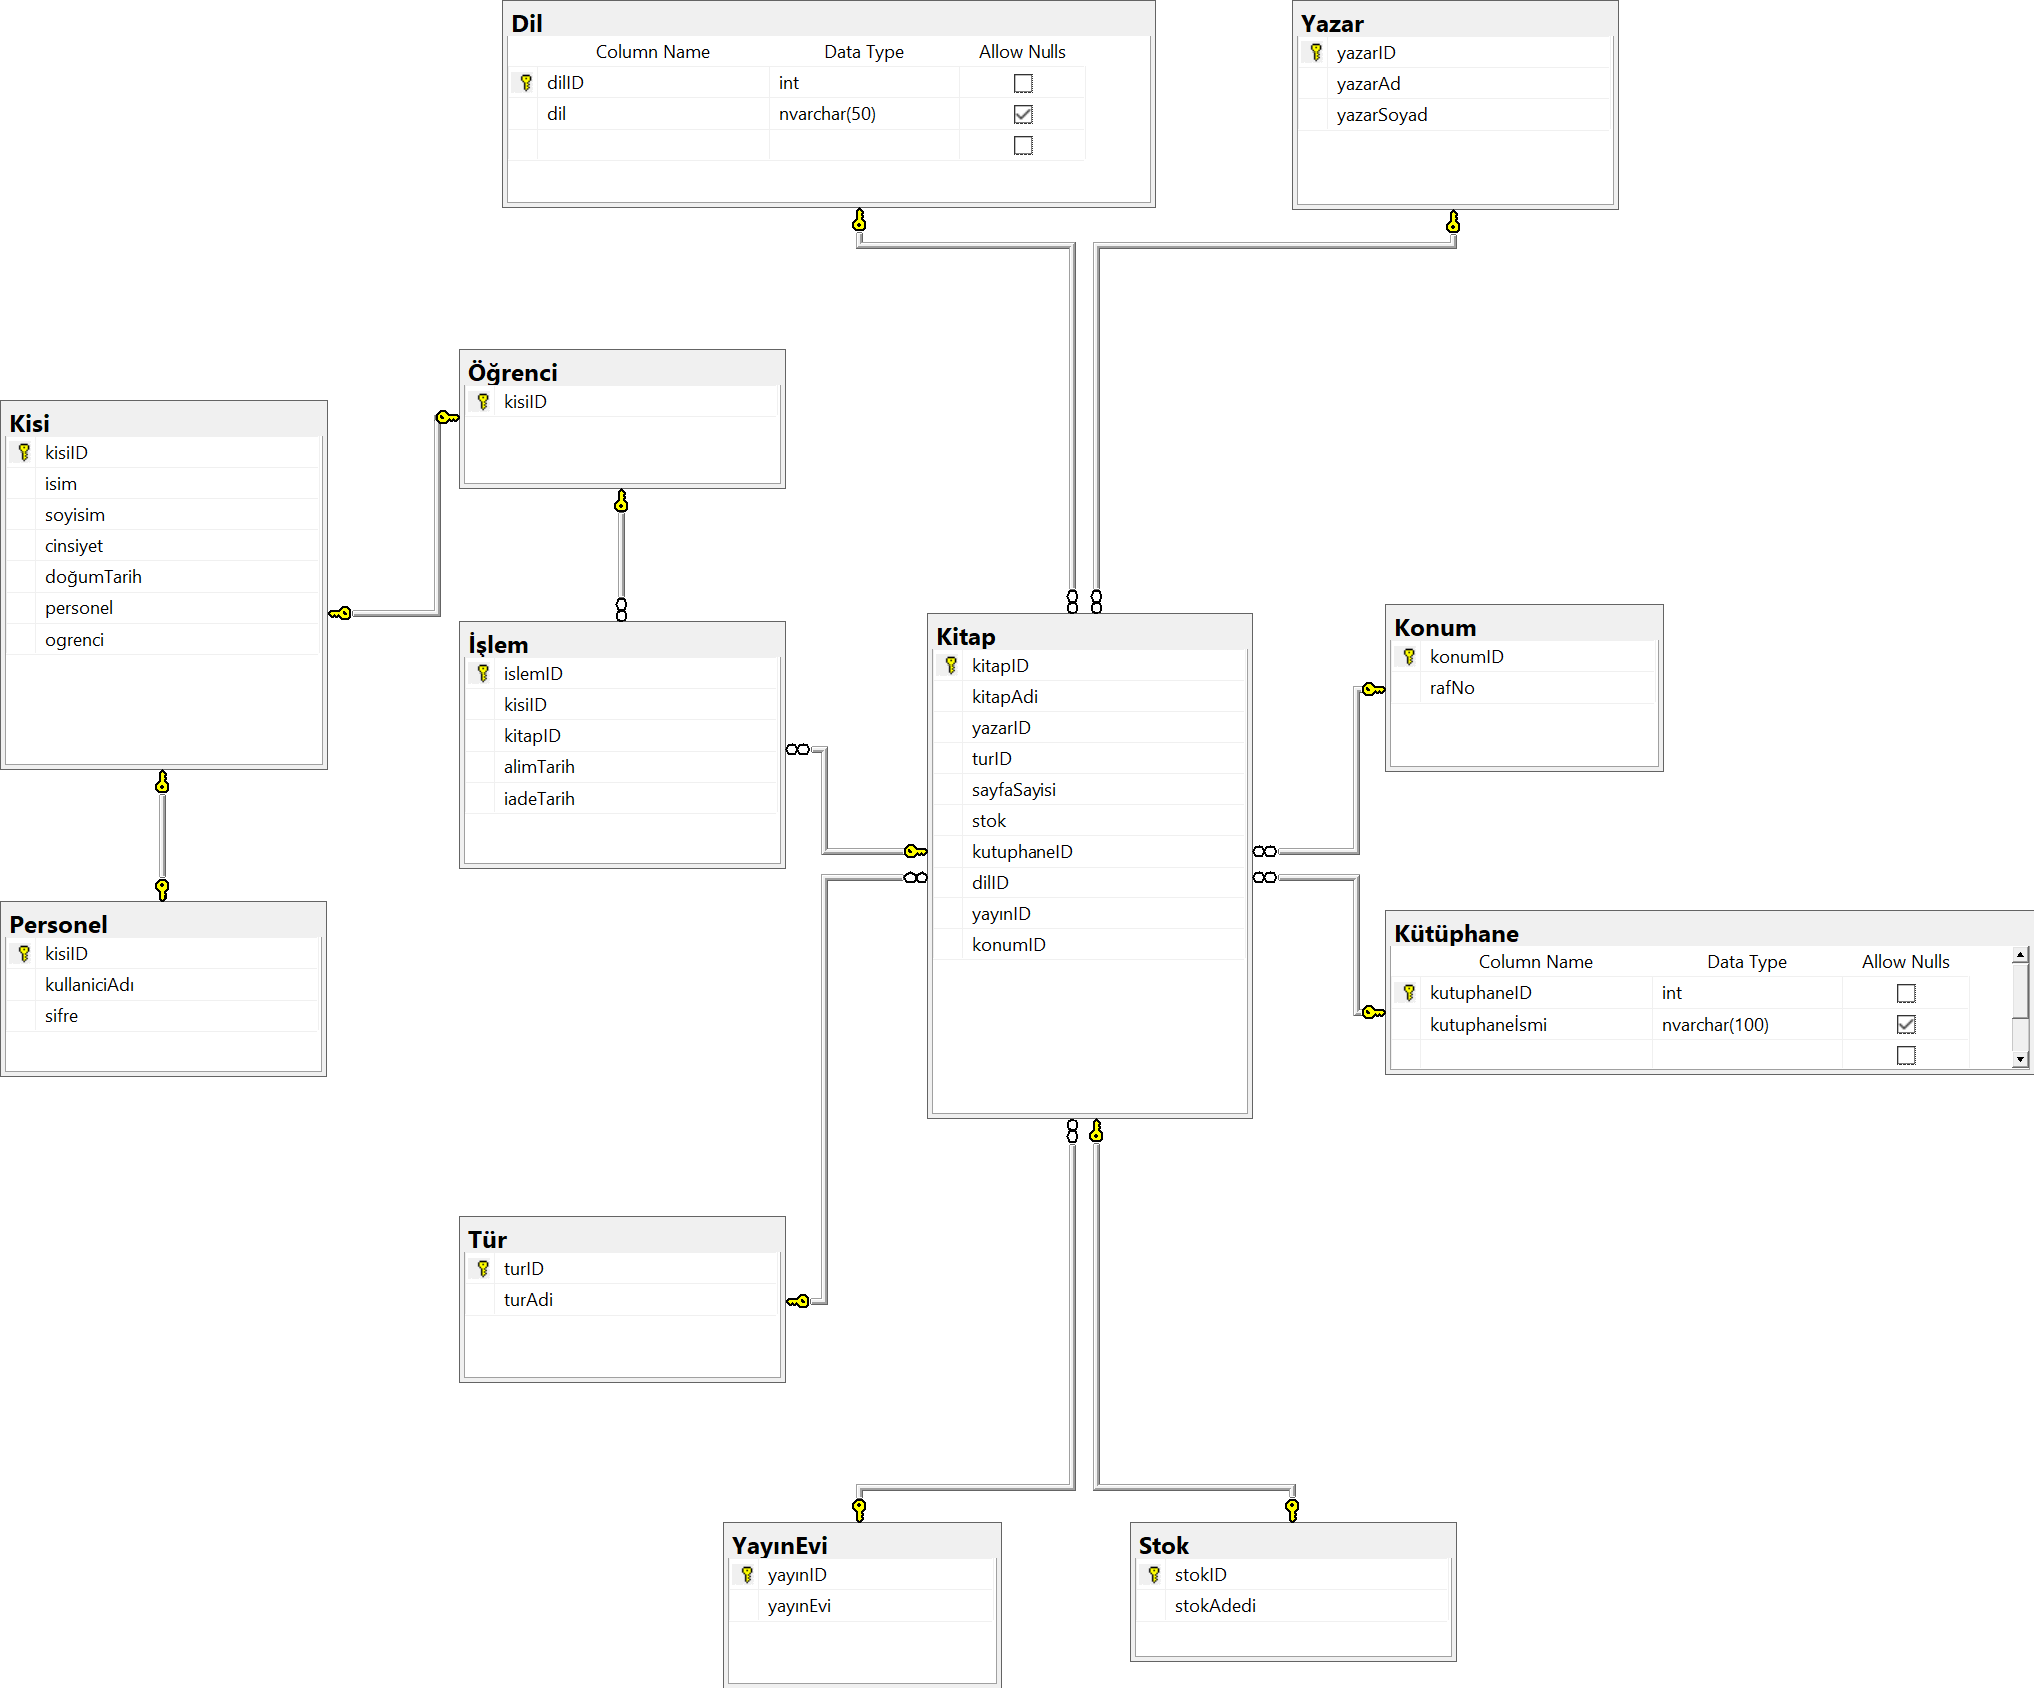 Dil
Column Name Data Type Allow Nulls
dilID int
dil nvarchar(50)
Yazar
yazarID
yazarAd
yazarSoyad
Öğrenci
kisiID
Kisi
kisiID
isim
soyisim
cinsiyet
doğumTarih
personel
ogrenci
İşlem
islemID
kisiID
kitapID
alimTarih
iadeTarih
Kitap
kitapID
kitapAdi
yazarID
turID
sayfaSayisi
stok
kutuphaneID
dilID
yayınID
konumID
Konum
konumID
rafNo
Personel
kisiID
kullaniciAdı
sifre
Kütüphane
Column Name Data Type Allow Nulls
kutuphaneID int
kutuphaneİsmi nvarchar(100)
Tür
turID
turAdi
YayınEvi
yayınID
yayınEvi
Stok
stokID
stokAdedi